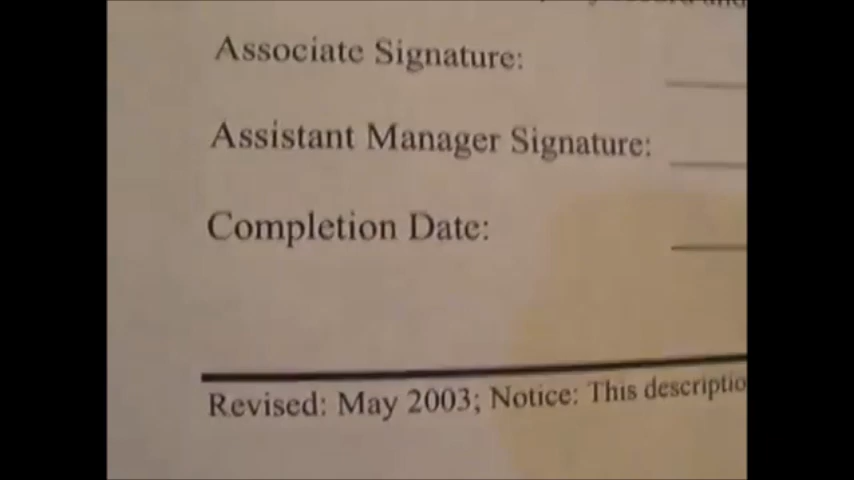 Associate Signature:
Assistant Manager Signature:
Completion Date:
Revised: May 2003; Notice: This